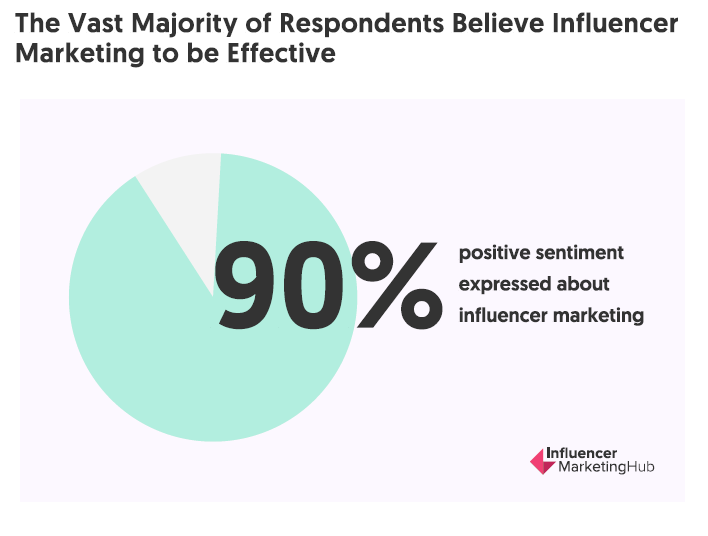 The Vast Majority of Respondents Believe Influencer
Marketing to be Effective
90%
positive sentiment
expressed about
influencer marketing
Influencer
MarketingHub